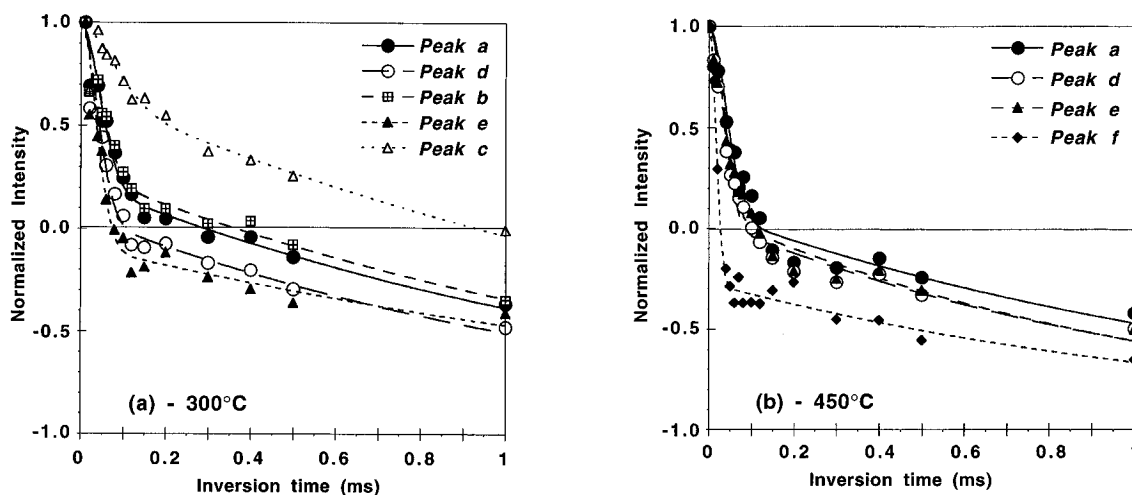 1.0
0.5
0.0
-0.5
-1.0
Normalized Intensity
Peak a
Peak d
Peak b
Peak e
Peak c
(a) - 300°C
0 0.2 0.4 0.6 0.8 1
Inversion time (ms)
1.0
0.5
0.0
-0.5
-1.0
Normalized Intensity
Peak a
Peak d
Peak e
Peak f
(b) - 450°C
0 0.2 0.4 0.6 0.8 1
Inversion time (ms)